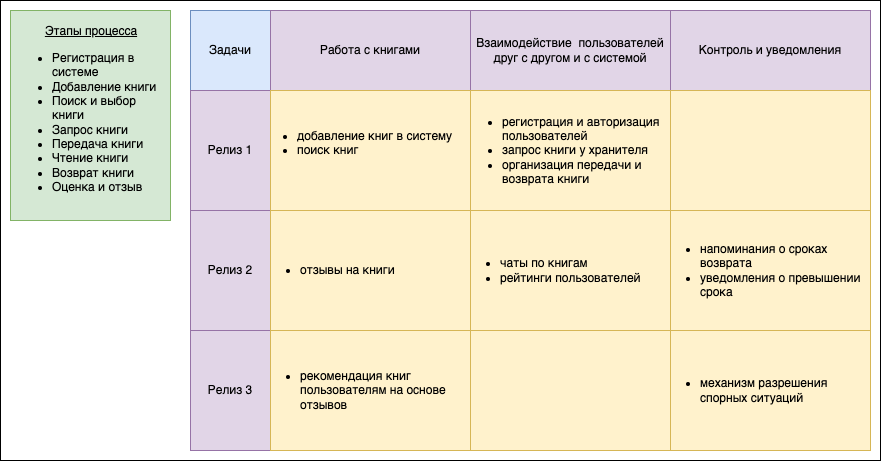 Этапы процесса
• Регистрация в
системе
• Добавление книги
• Поиск и выбор
книги
• Запрос книги
• Передача книги
• Чтение книги
• Возврат книги
• Оценка и отзыв
Задачи
Работа с книгами
Взаимодействие пользователей
друг с другом и с системой
Контроль и уведомления
Релиз 1
• добавление книг в систему
• поиск книг
• регистрация и авторизация
пользователей
• запрос книги у хранителя
• организация передачи и
возврата книги
Релиз 2
• отзывы на книги
• чаты по книгам
• рейтинги пользователей
• напоминания о сроках
возврата
• уведомления о превышении
срока
Релиз 3
• рекомендация книг
пользователям на основе
отзывов
• механизм разрешения
спорных ситуаций